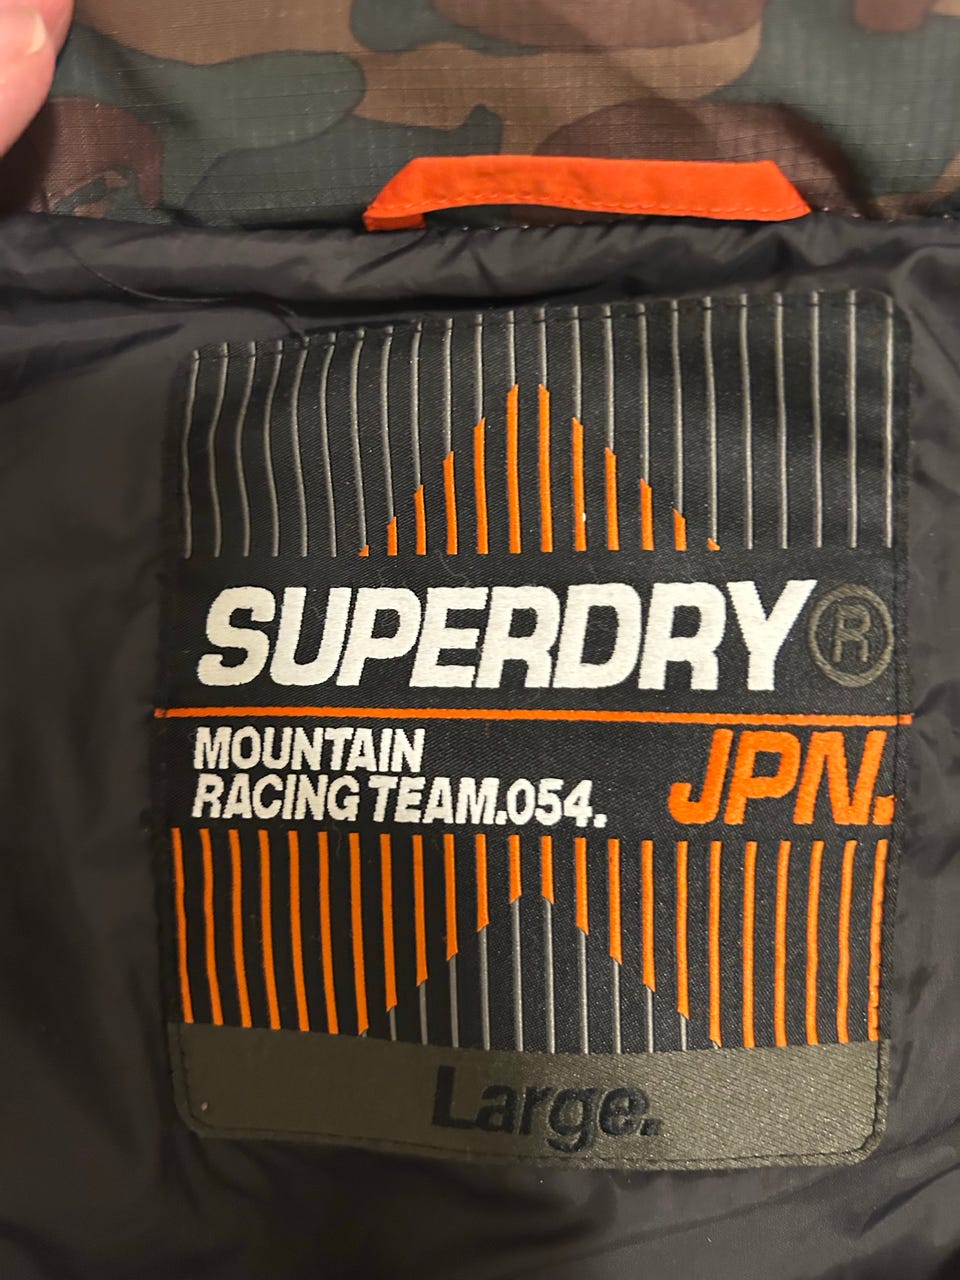 SUPERDRY®
MOUNTAIN
RACING TEAM.054.
JPN.
Large.